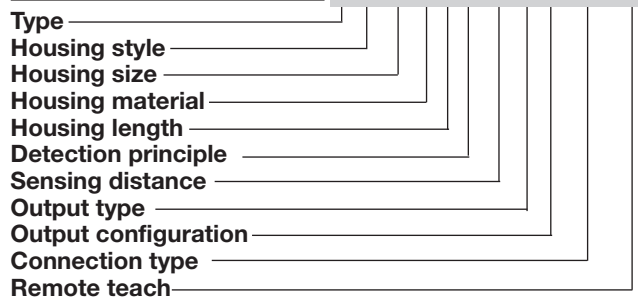 Type
Housing style
Housing size
Housing material
Housing length
Detection principle
Sensing distance
Output type
Output configuration
Connection type
Remote teach